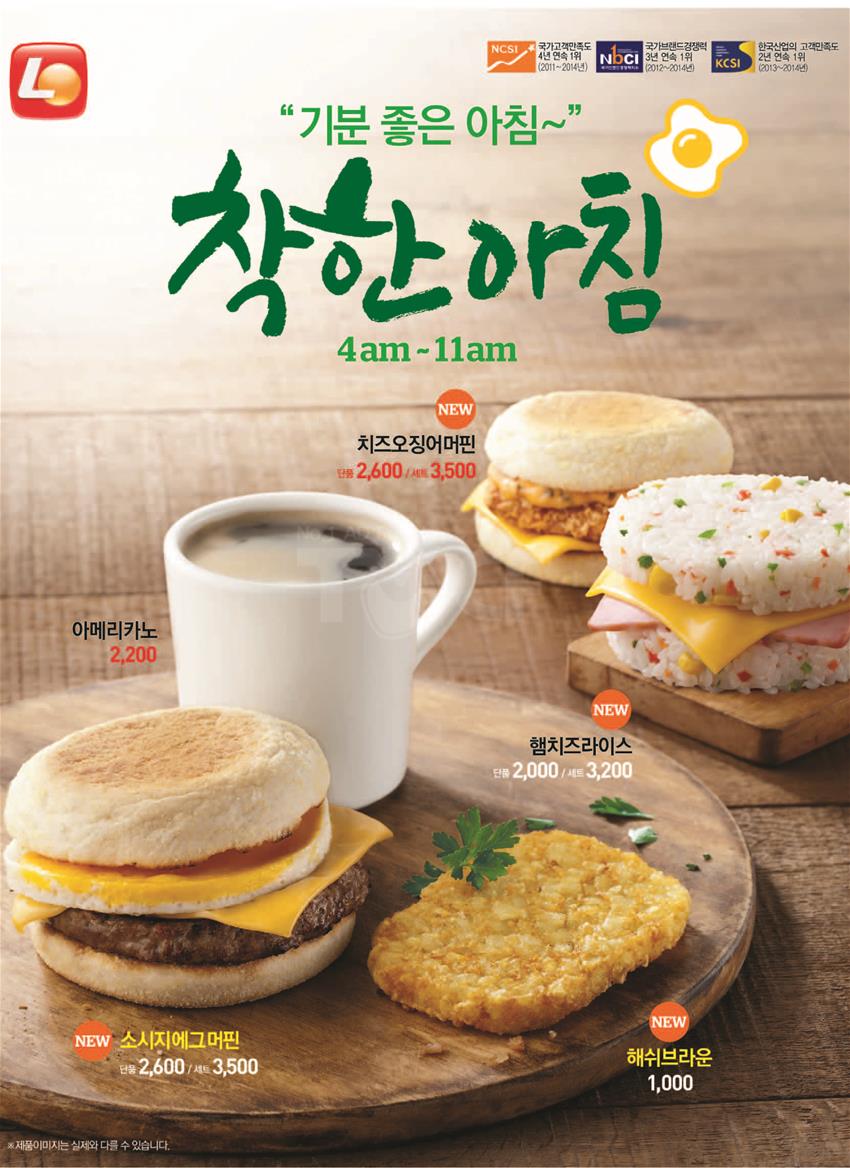 NCSI 국가고객만족도
4년 연속 1위
(2011~2014년)
NbCI 국가브랜드경쟁력
3년 연속 1위
(2012~2014년)
KCSI 한국산업의 고객만족도
2년 연속 1위
(2013~2014년)
“기분 좋은 아침~”
착한아침
4am~11am
NEW
치즈오징어머핀
단품 2,600 / 세트 3,500
아메리카노
2,200
NEW
햄치즈라이스
단품 2,000 / 세트 3,200
NEW 소시지에그머핀
단품 2,600 / 세트 3,500
NEW
해쉬브라운
1,000
※제품이미지는 실제와 다를 수 있습니다.